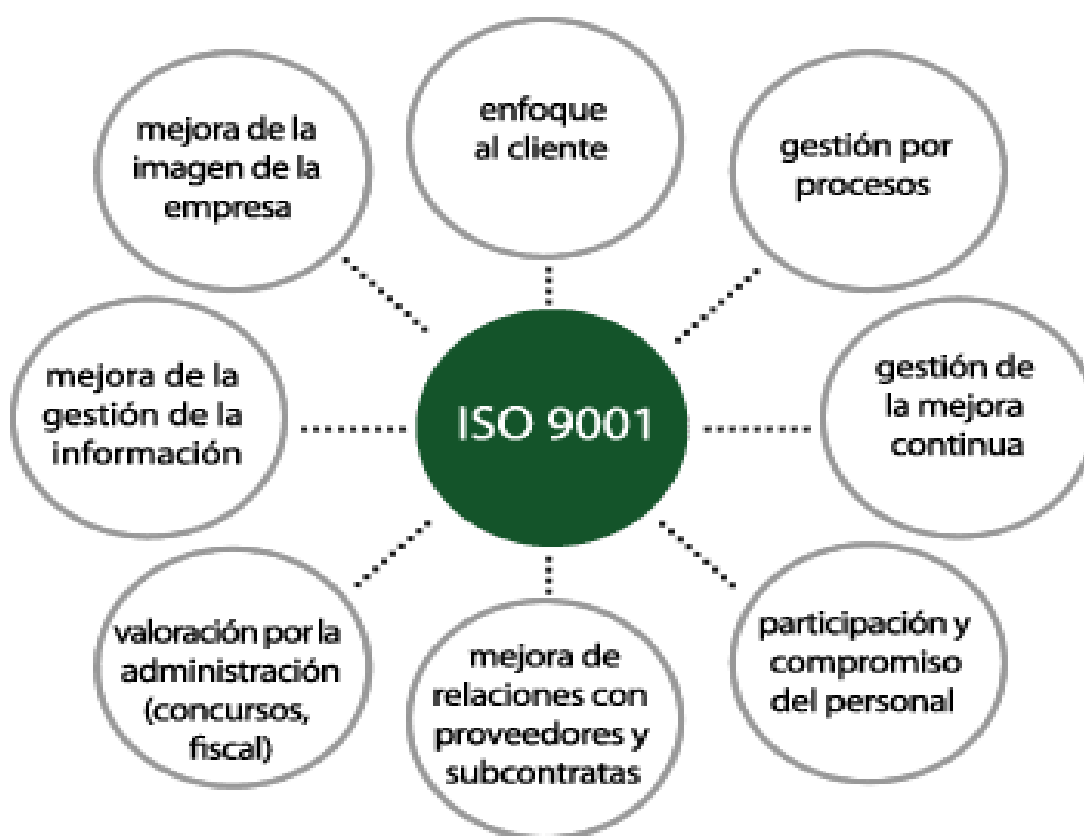 enfoque
al cliente
gestión por
procesos
gestión de
la mejora
continua
participación y
compromiso
del personal
mejora de
relaciones con
proveedores y
subcontratas
valoración por la
administración
(concursos,
fiscal)
mejora de la
gestión de la
información
mejora de la
imagen de la
empresa
ISO 9001